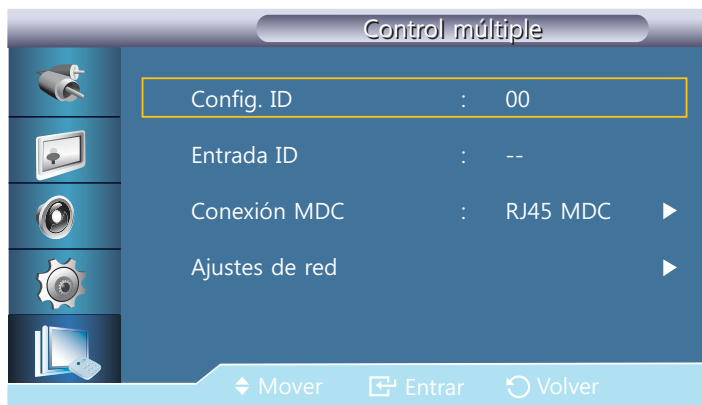 Control múltiple
Config. ID : 00
Entrada ID : --
Conexión MDC : RJ45 MDC
Ajustes de red
Mover Entrar Volver